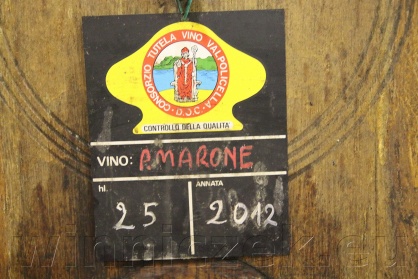 CONSORZIO TUTELA VINO VALPOLICELLA
D.O.C.
CONTROLLO DELLA QUALITÀ
VINO: AMARONE
hl. ANNATA
25 2012